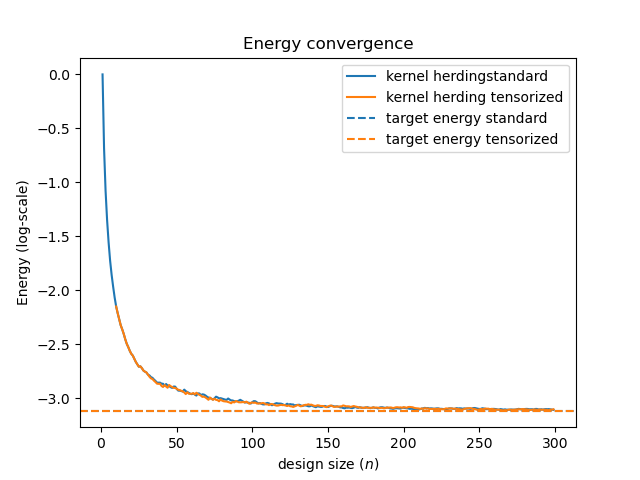 Energy convergence
kernel herdingstandard
kernel herding tensorized
target energy standard
target energy tensorized
Energy (log-scale)
0.0
−0.5
−1.0
−1.5
−2.0
−2.5
−3.0
0 50 100 150 200 250 300
design size (n)